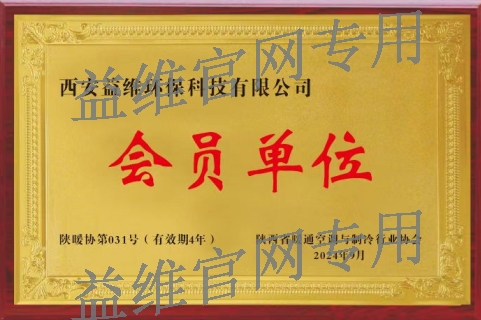 西安益维环保科技有限公司
会员单位
陕暖协第031号（有效期4年）
陕西省暖通空调与制冷行业协会
2024年9月
益维官网专用
益维官网专用